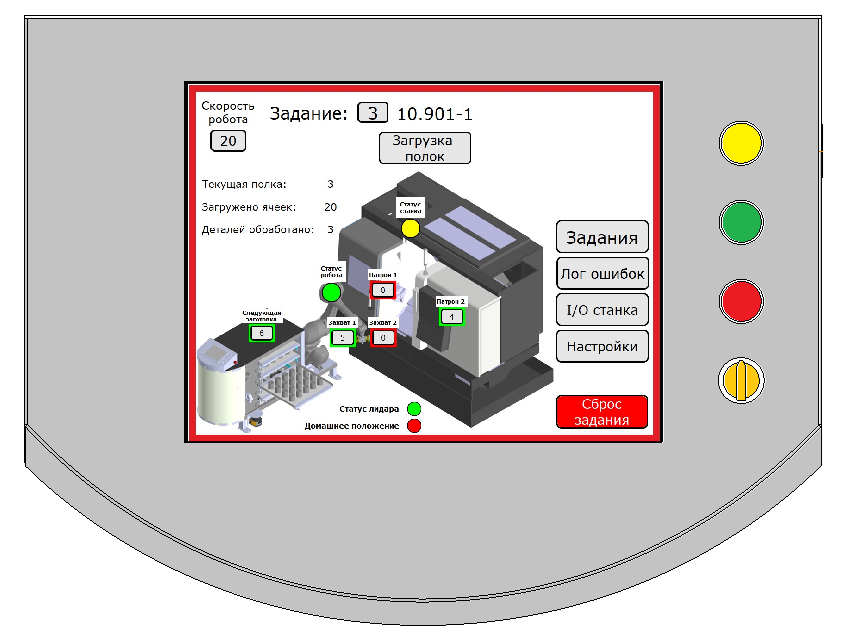 Скорость
робота
20
Задание: 3 10.901-1
Загрузка
полок
Текущая полка: 3
Загружено ячеек: 20
Деталей обработано: 3
Статус
станка
Статус
робота
Патрон 1
0
Патрон 2
4
Следующая
заготовка
6
Захват 1
5
Захват 2
0
Задания
Лог ошибок
I/O станка
Настройки
Сброс
задания
Статус лидара
Домашнее положение